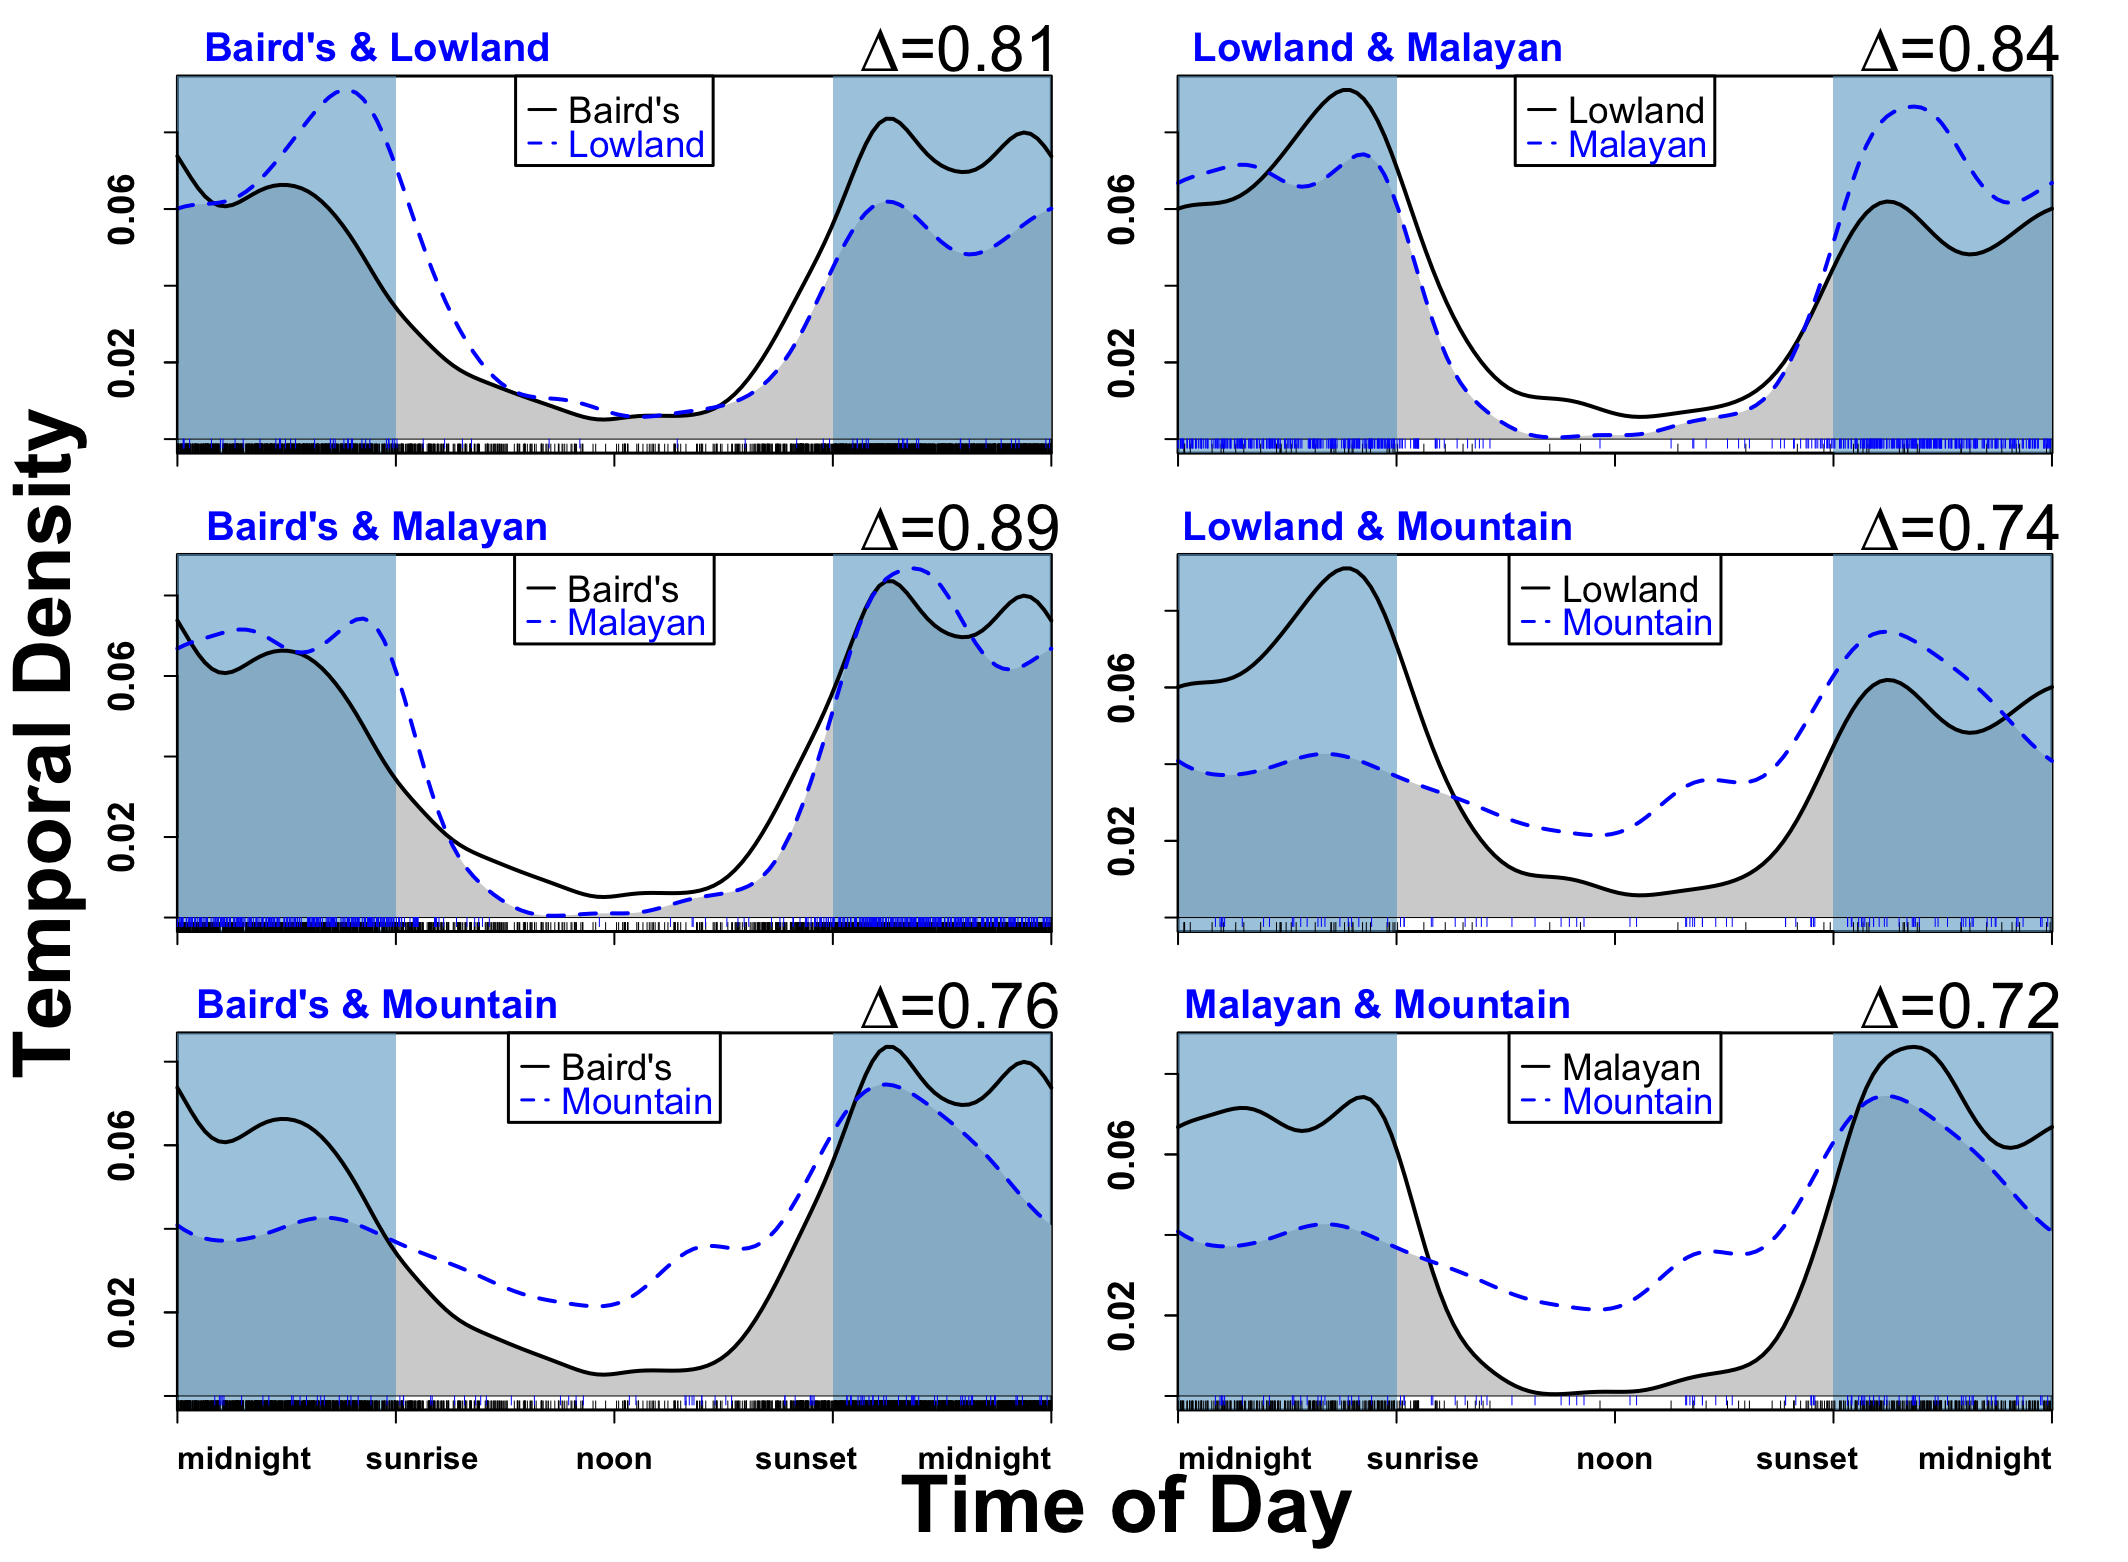 Baird's & Lowland
Δ=0.81
Baird's
Lowland
0.06
0.02
Lowland & Malayan
Δ=0.84
Lowland
Malayan
0.06
0.02
Baird's & Malayan
Δ=0.89
Baird's
Malayan
0.06
0.02
Lowland & Mountain
Δ=0.74
Lowland
Mountain
0.06
0.02
Baird's & Mountain
Δ=0.76
Baird's
Mountain
0.06
0.02
Malayan & Mountain
Δ=0.72
Malayan
Mountain
0.06
0.02
Temporal Density
midnight sunrise noon sunset midnight
midnight sunrise noon sunset midnight
Time of Day